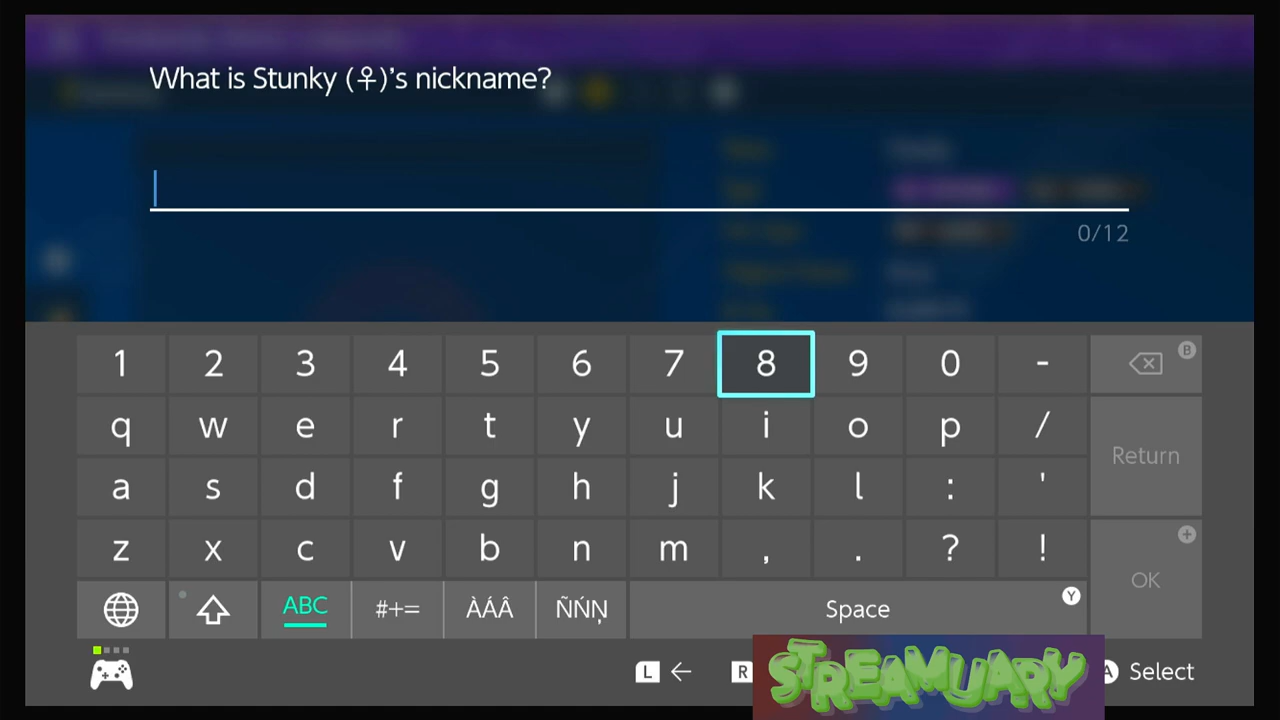 What is Stunky (♀)'s nickname?
0/12
1 2 3 4 5 6 7 8 9 0 - B
q w e r t y u i o p /
Return
a s d f g h j k l : '
z x c v b n m , . ? ! +
OK
ABC #+= ÀÁÂ ÑŃŅ Space Y
L ← R STREAMUARY A Select